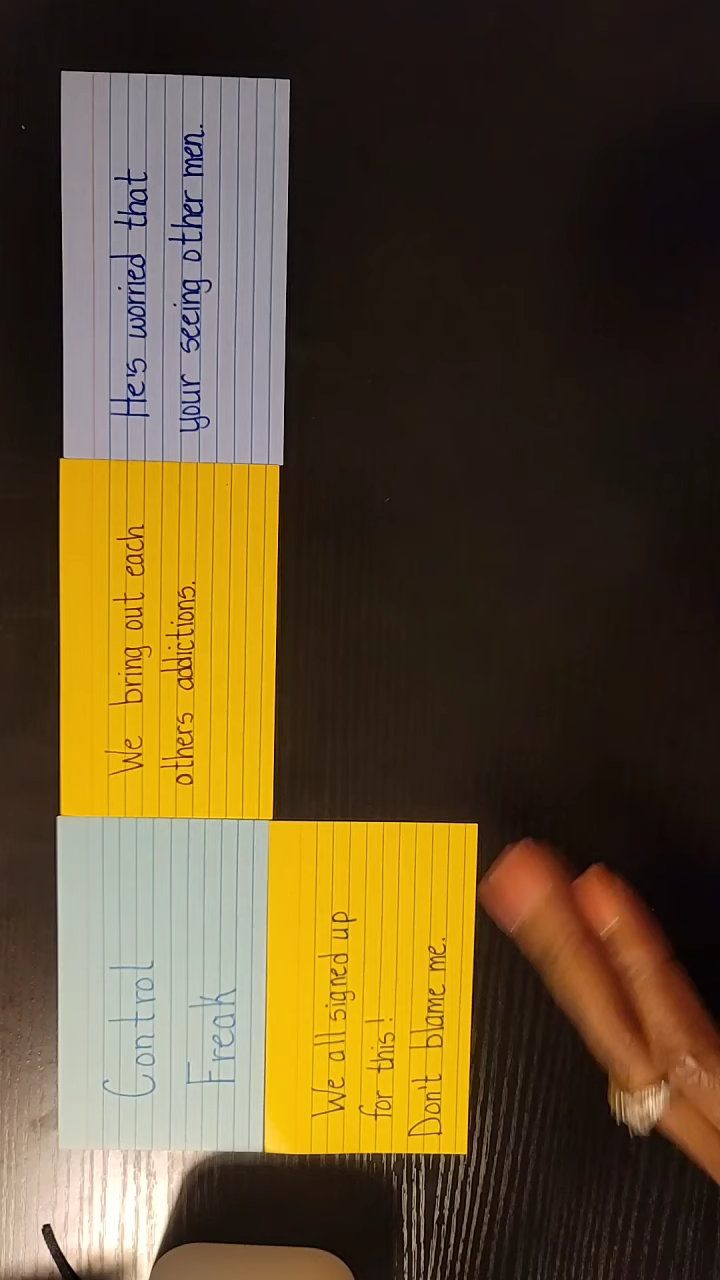 Control
Freak
We bring out each
others addictions.
He's worried that
your seeing other men.
We all signed up
for this!
Don't blame me.